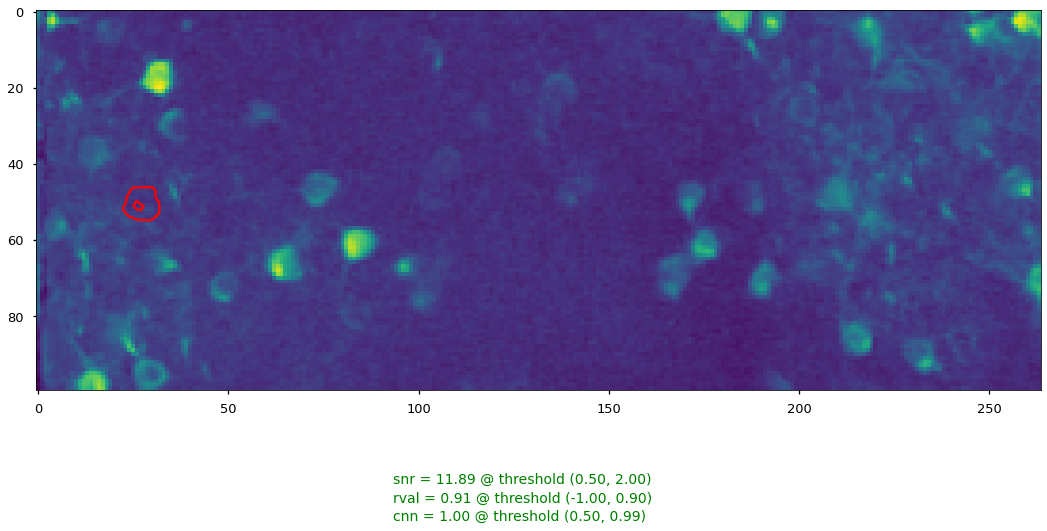 0
20
40
60
80
0 50 100 150 200 250
snr = 11.89 @ threshold (0.50, 2.00)
rval = 0.91 @ threshold (-1.00, 0.90)
cnn = 1.00 @ threshold (0.50, 0.99)